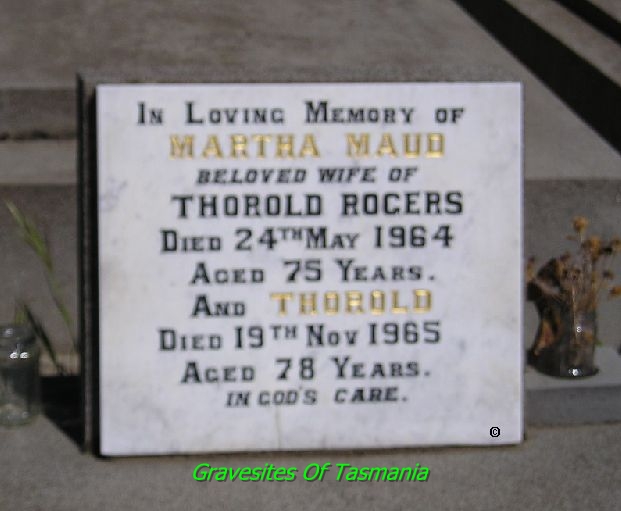 In Loving Memory of
MARTHA MAUD
BELOVED WIFE OF
THOROLD ROGERS
Died 24TH May 1964
Aged 75 Years.
And THOROLD
Died 19TH Nov 1965
Aged 78 Years.
IN GOD'S CARE.
©
Gravesites Of Tasmania